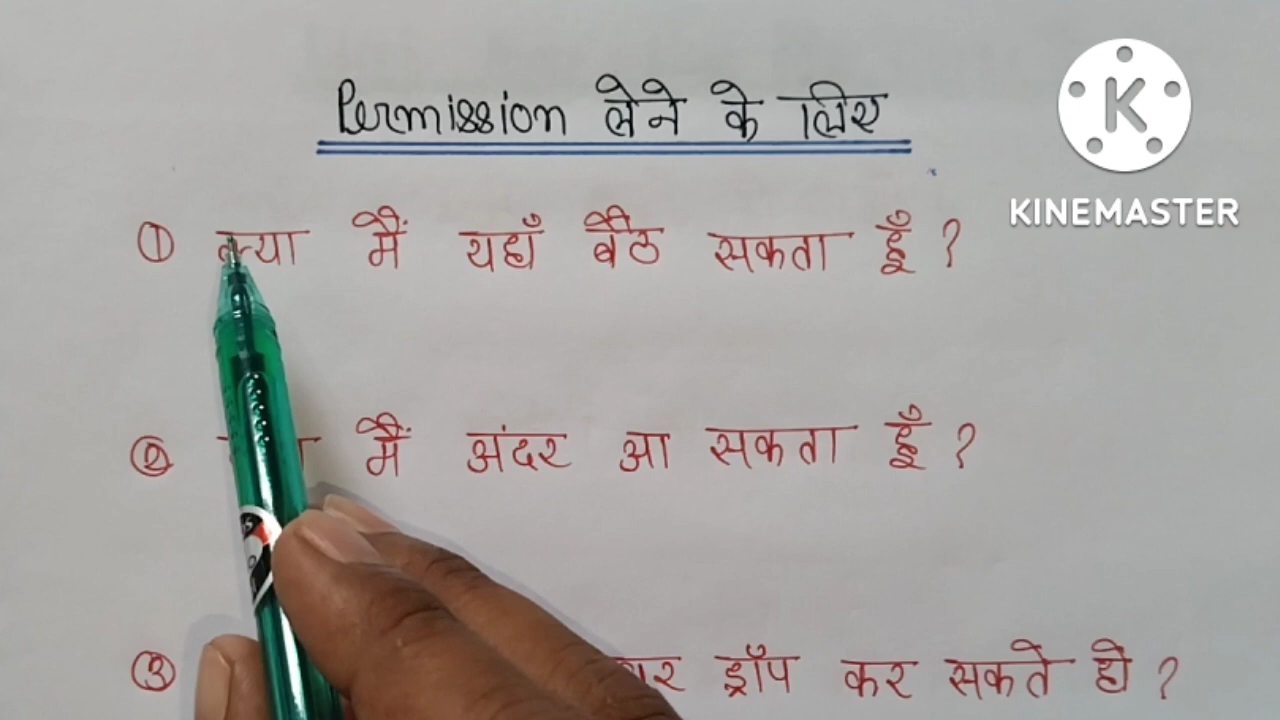 Permission लेने के लिए
K
KINEMASTER
① क्या मैं यहाँ बैठ सकता हूँ ?
② मैं अंदर आ सकता हूँ ?
③ ड्रॉप कर सकते हो ?